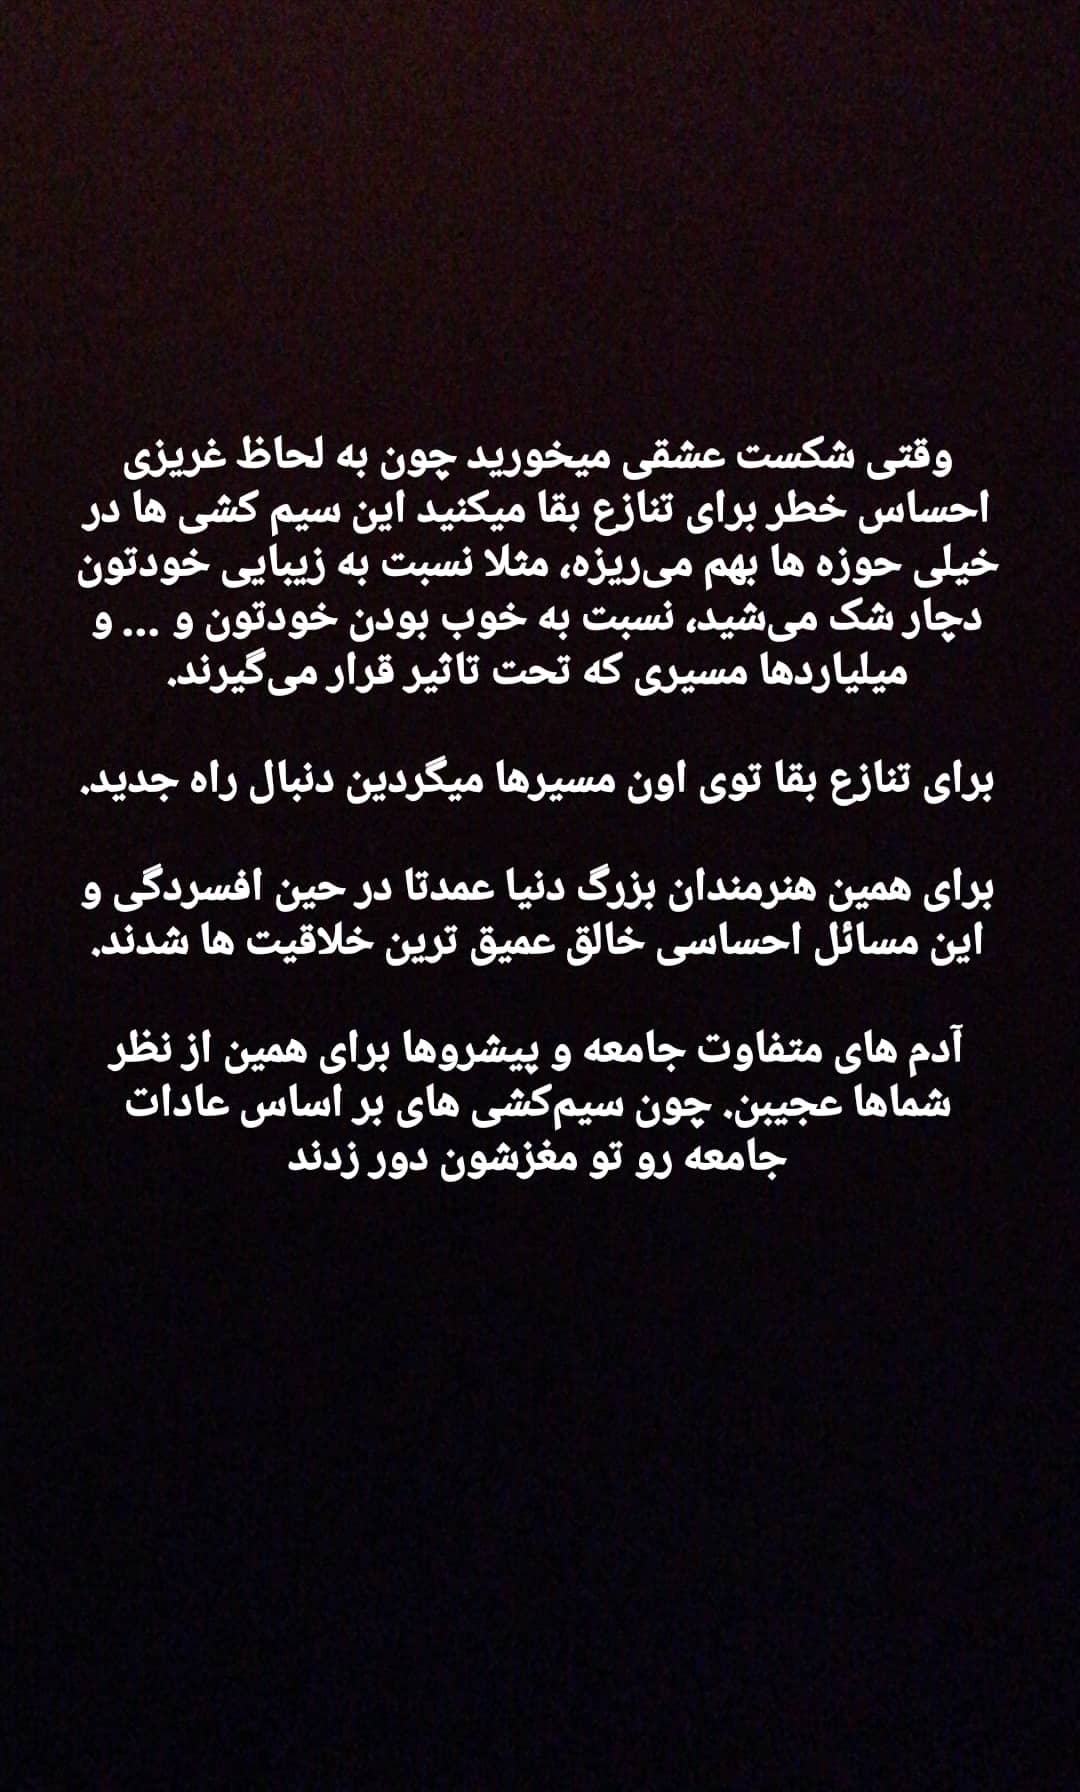 وقتی شکست عشقی میخورید چون به لحاظ غریزی
احساس خطر برای تنازع بقا میکنید این سیم کشی ها در
خیلی حوزه ها بهم می‌ریزه، مثلا نسبت به زیبایی خودتون
دچار شک می‌شید، نسبت به خوب بودن خودتون و ... و
میلیاردها مسیری که تحت تاثیر قرار می‌گیرند.
برای تنازع بقا توی اون مسیرها میگردین دنبال راه جدید.
برای همین هنرمندان بزرگ دنیا عمدتا در حین افسردگی و
این مسائل احساسی خالق عمیق ترین خلاقیت ها شدند.
آدم های متفاوت جامعه و پیشروها برای همین از نظر
شماها عجیبن. چون سیم‌کشی های بر اساس عادات
جامعه رو تو مغزشون دور زدند